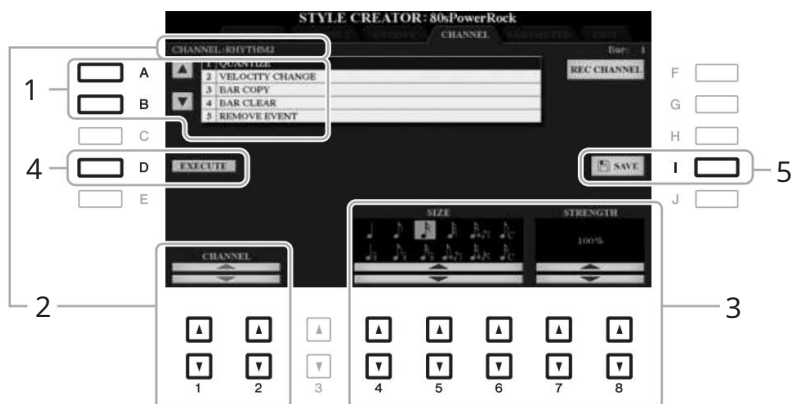 STYLE CREATOR: 80sPowerRock
CHANNEL
CHANNEL:RHYTHM2
Bar: 1
1 QUANTIZE
2 VELOCITY CHANGE
3 BAR COPY
4 BAR CLEAR
5 REMOVE EVENT
REC CHANNEL
EXECUTE
SAVE
SIZE
STRENGTH
100%
CHANNEL
A
B
C
D
E
F
G
H
I
J
1
4
5
2
3
1 2 3 4 5 6 7 8